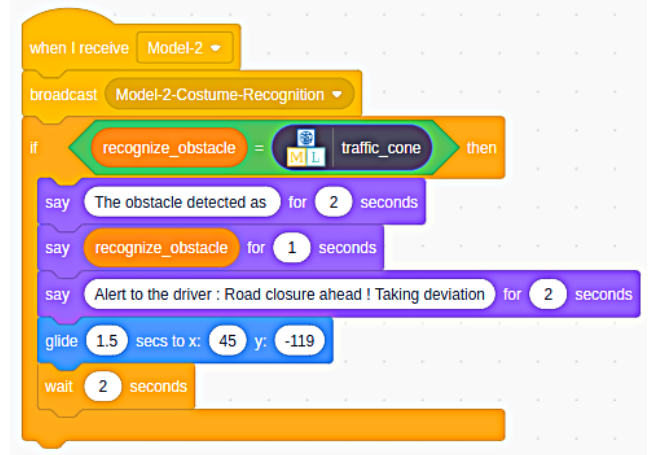 when I receive Model-2
broadcast Model-2-Costume-Recognition
if recognize_obstacle = ML traffic_cone then
say The obstacle detected as for 2 seconds
say recognize_obstacle for 1 seconds
say Alert to the driver : Road closure ahead ! Taking deviation for 2 seconds
glide 1.5 secs to x: 45 y: -119
wait 2 seconds